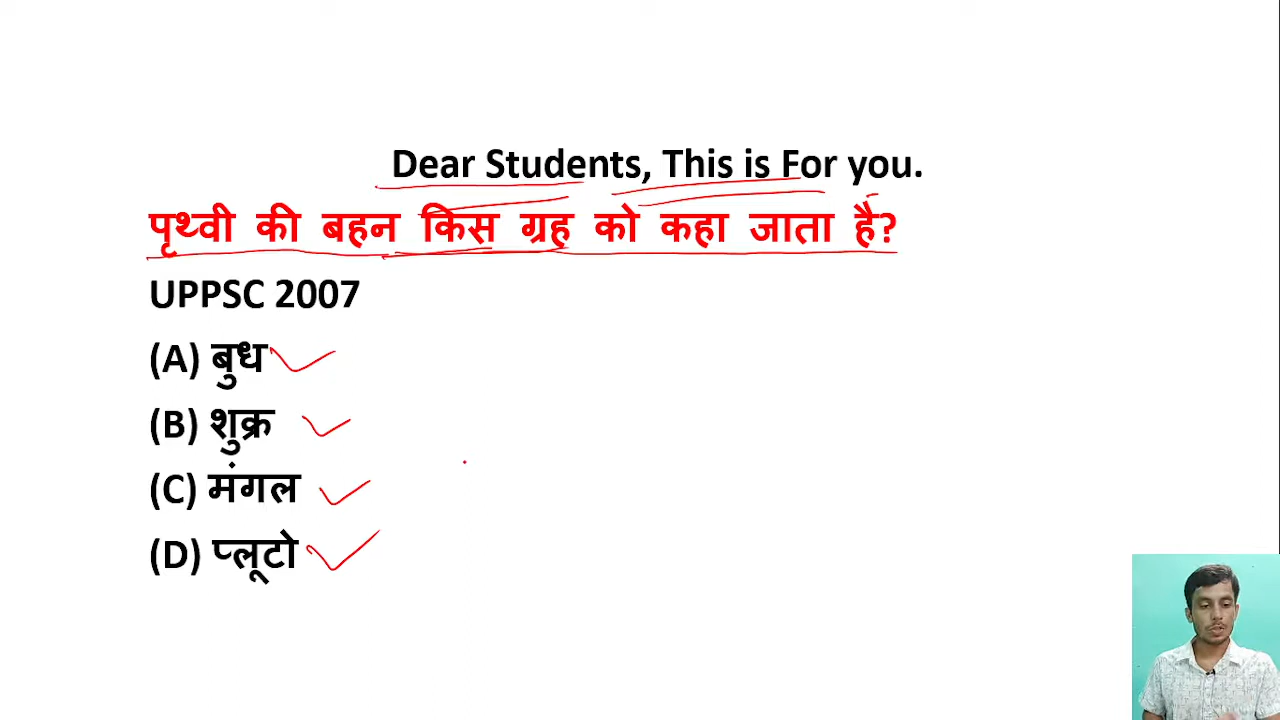 Dear Students, This is For you.
पृथ्वी की बहन किस ग्रह को कहा जाता है?
UPPSC 2007
(A) बुध
(B) शुक्र
(C) मंगल
(D) प्लूटो